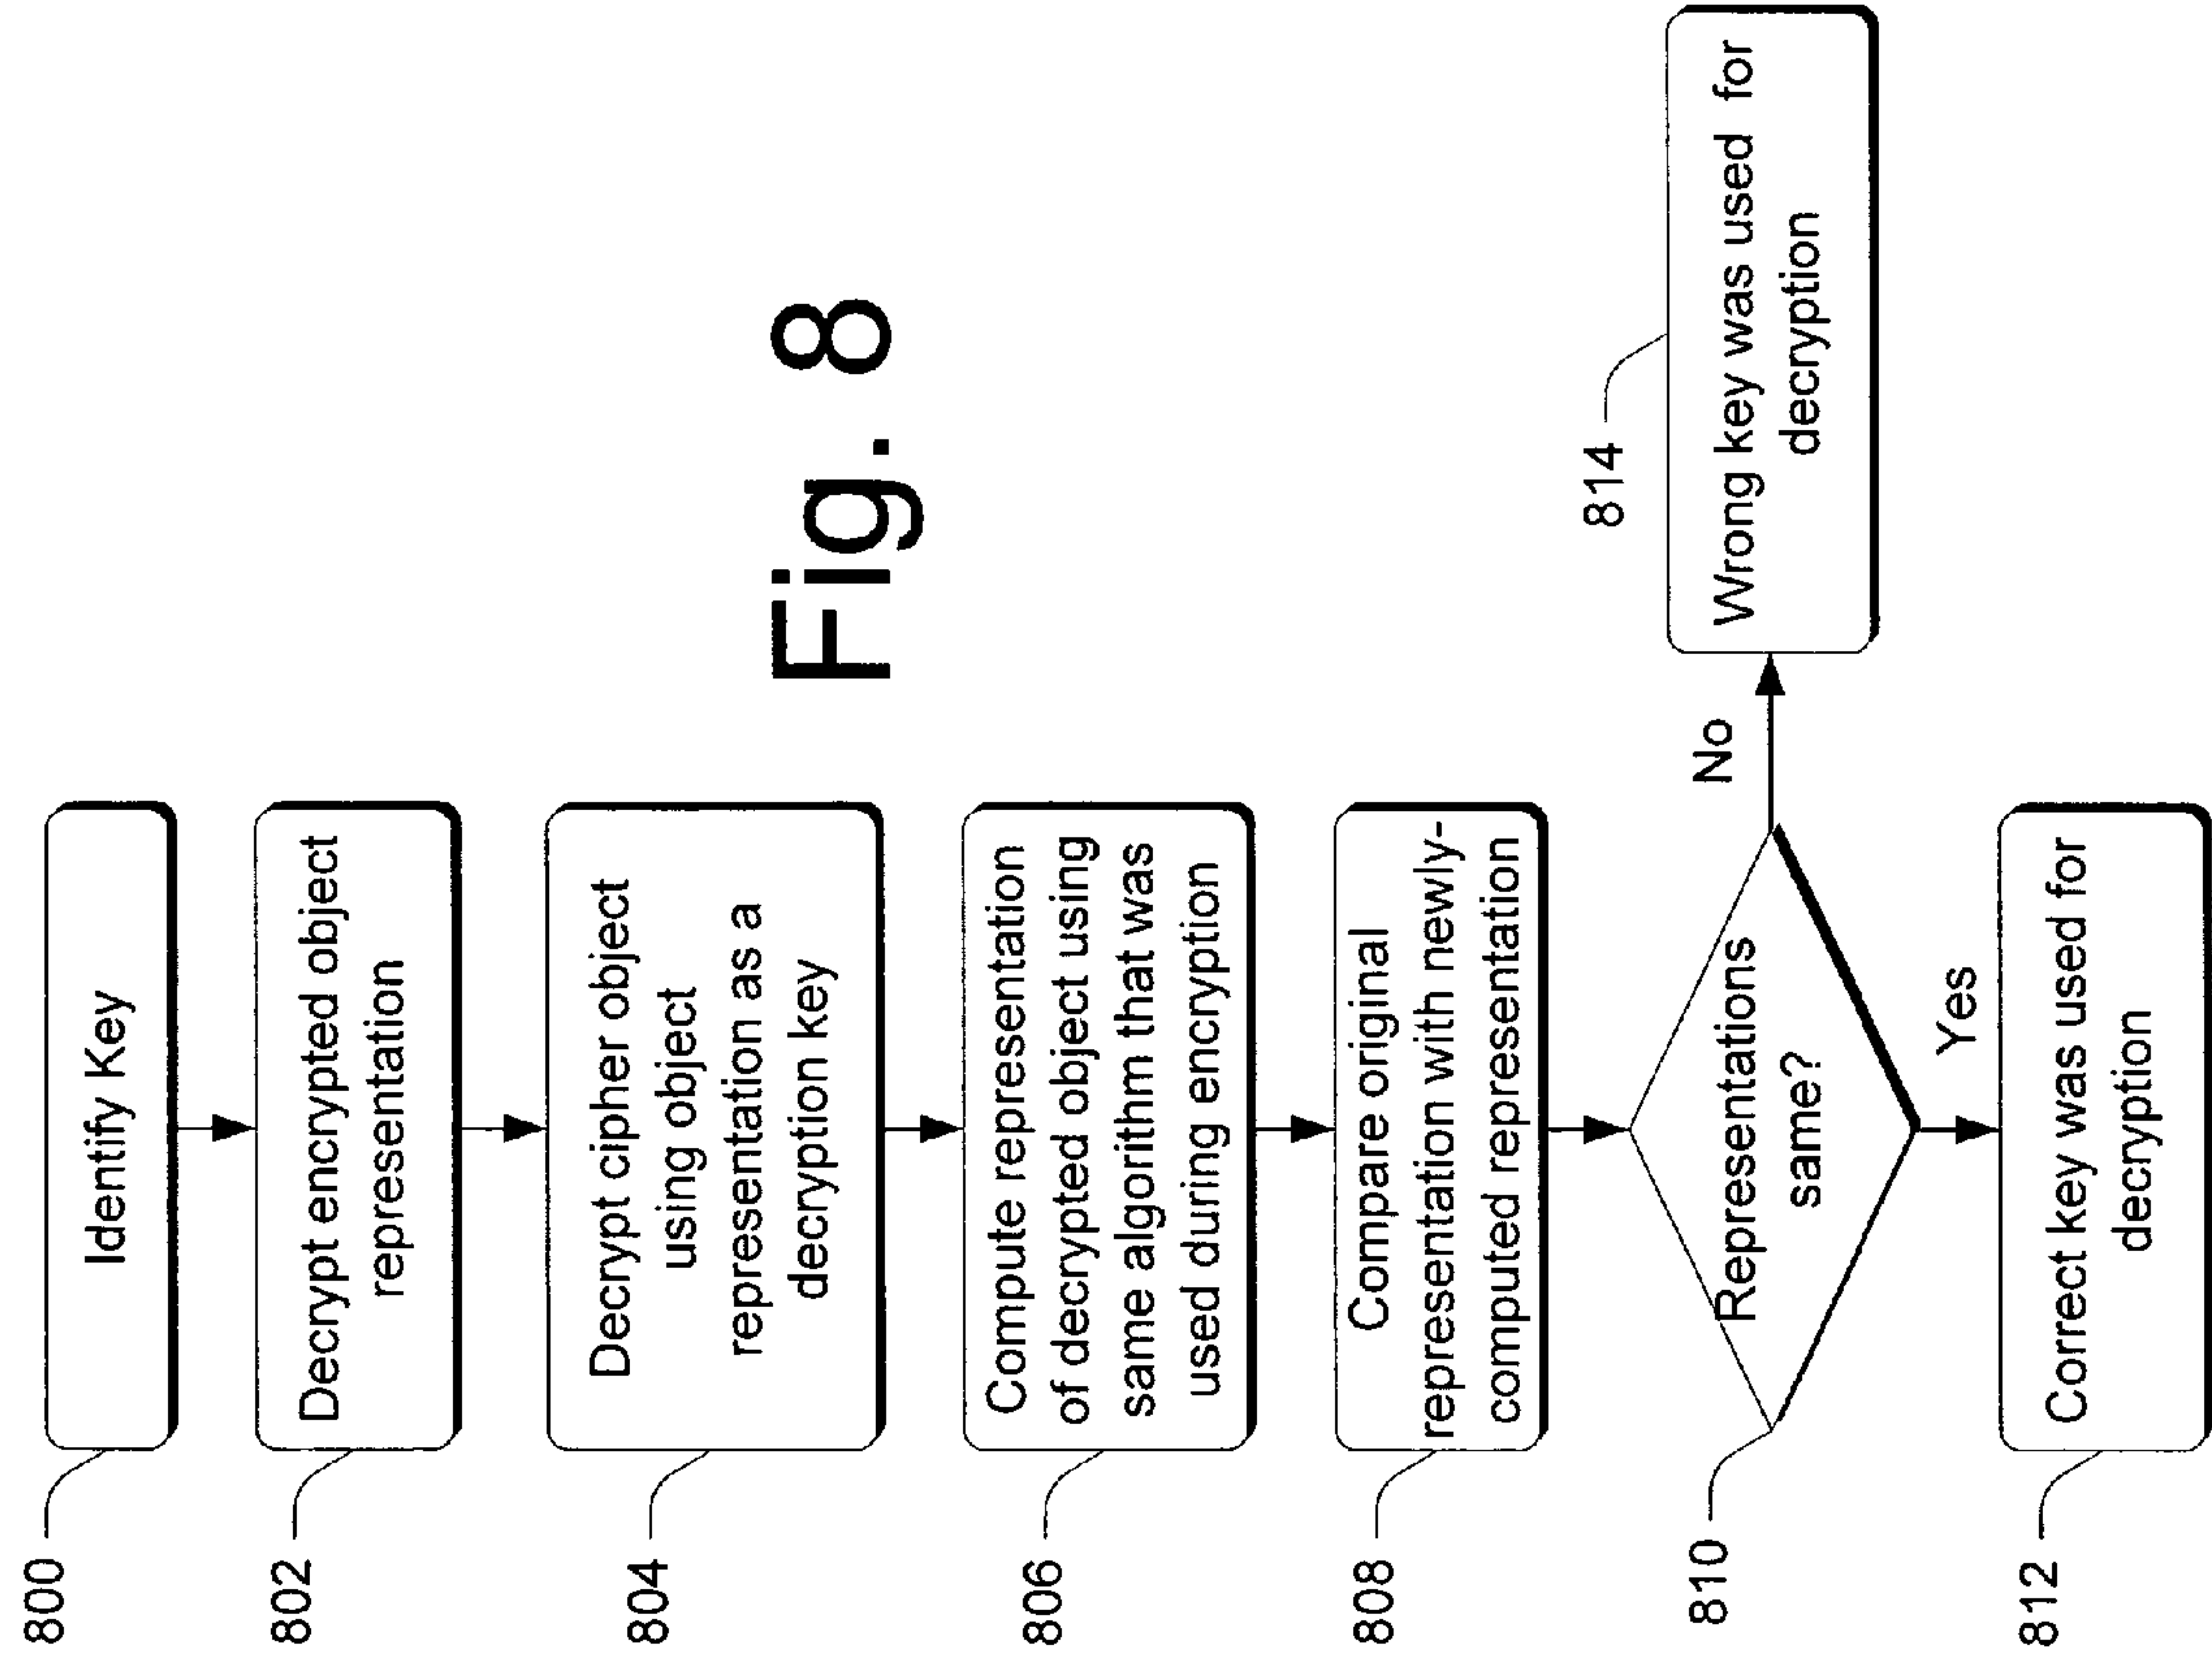 800
Identify Key
802
Decrypt encrypted object
representation
804
Decrypt cipher object
using object
representation as a
decryption key
Fig. 8
806
Compute representation
of decrypted object using
same algorithm that was
used during encryption
808
Compare original
representation with newly-
computed representation
810
Representations
same?
No
814
Wrong key was used for
decryption
Yes
812
Correct key was used for
decryption